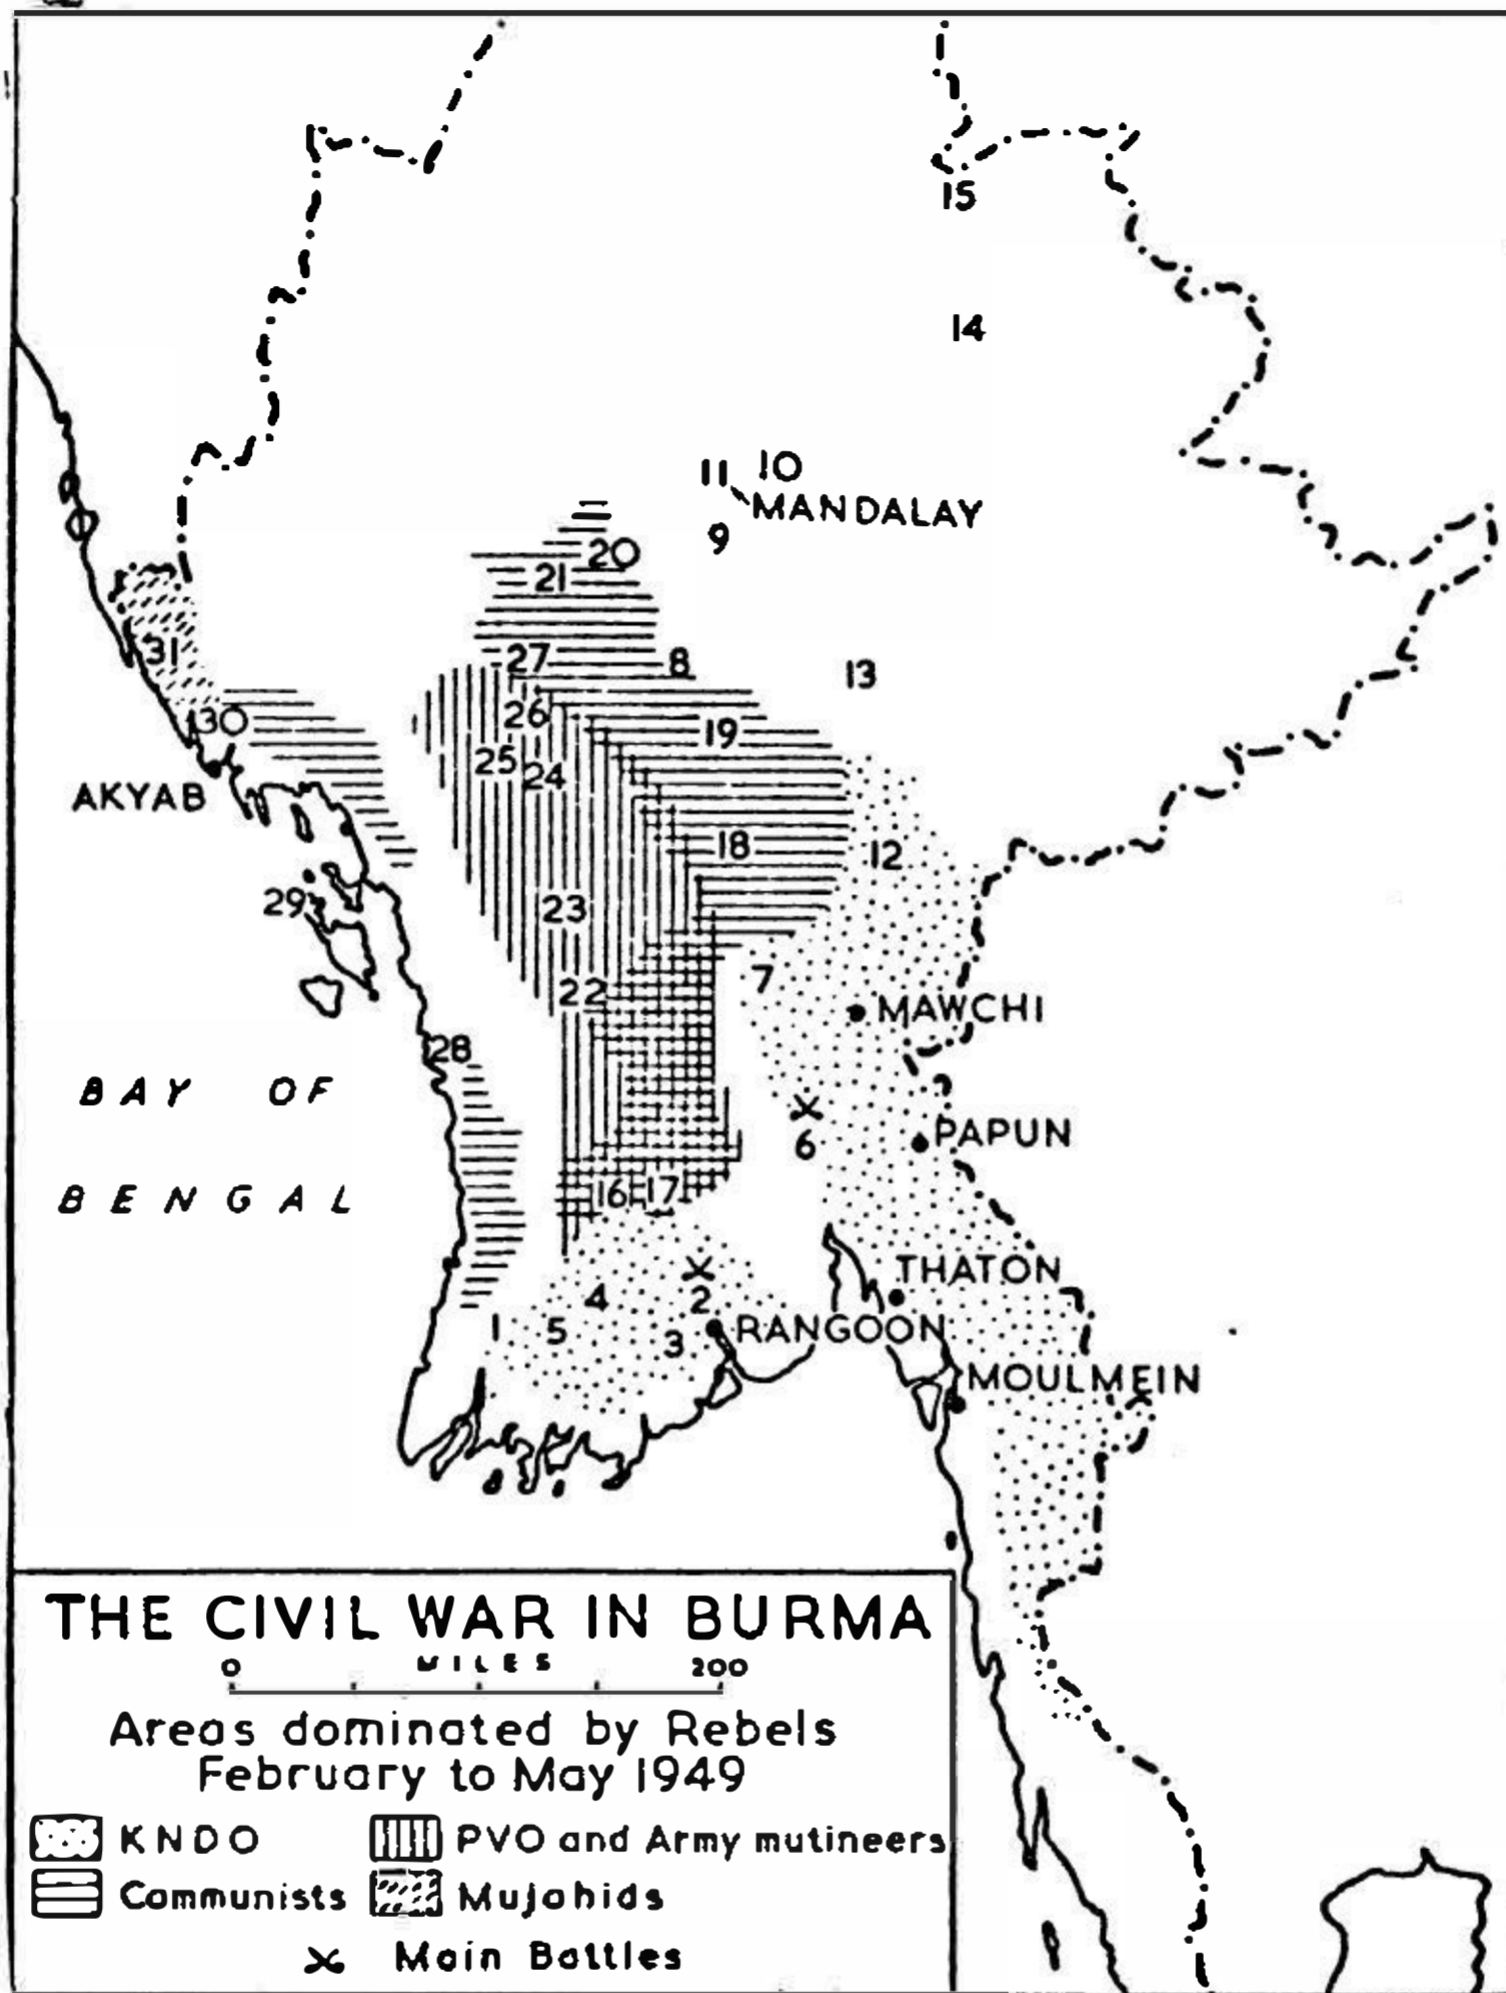 15
14
11 10
MANDALAY
9
20
21
31
27
8
13
30
26
19
25
24
AKYAB
18
12
29
23
7
22
MAWCHI
28
BAY OF
6
PAPUN
BENGAL
16 17
THATON
4
2
1
5
3
RANGOON
MOULMEIN
THE CIVIL WAR IN BURMA
0 MILES 200
Areas dominated by Rebels
February to May 1949
KNDO PVO and Army mutineers
Communists Mujahids
Main Battles